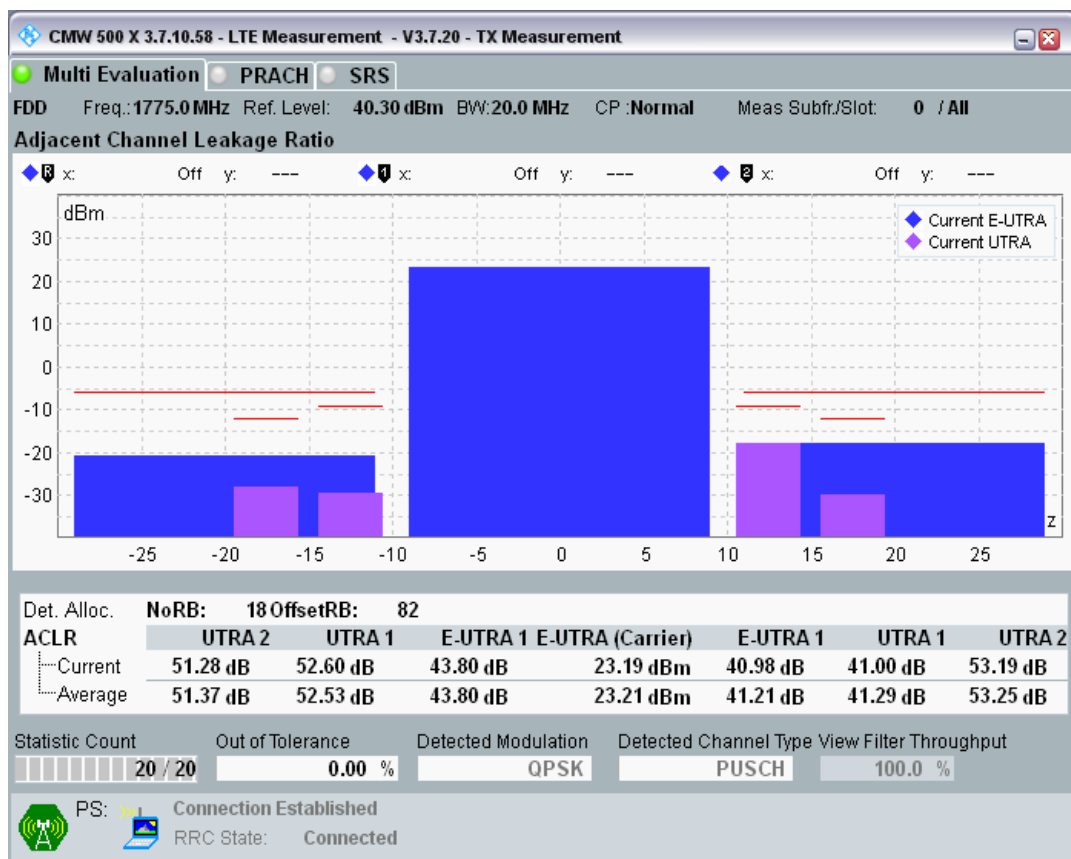 CMW 500 X 3.7.10.58 - LTE Measurement - V3.7.20 - TX Measurement
Multi Evaluation PRACH SRS
FDD Freq.:1775.0 MHz Ref. Level: 40.30 dBm BW:20.0 MHz CP :Normal Meas Subfr./Slot: 0 / All
Adjacent Channel Leakage Ratio
R x: Off y: --- 1 x: Off y: --- 2 x: Off y: ---
dBm
Current E-UTRA
Current UTRA
30
20
10
0
-10
-20
-30
z
-25 -20 -15 -10 -5 0 5 10 15 20 25
Det. Alloc. NoRB: 18 OffsetRB: 82
ACLR UTRA 2 UTRA 1 E-UTRA 1 E-UTRA (Carrier) E-UTRA 1 UTRA 1 UTRA 2
Current 51.28 dB 52.60 dB 43.80 dB 23.19 dBm 40.98 dB 41.00 dB 53.19 dB
Average 51.37 dB 52.53 dB 43.80 dB 23.21 dBm 41.21 dB 41.29 dB 53.25 dB
Statistic Count Out of Tolerance Detected Modulation Detected Channel Type View Filter Throughput
20 / 20 0.00 % QPSK PUSCH 100.0 %
PS: Connection Established
RRC State: Connected